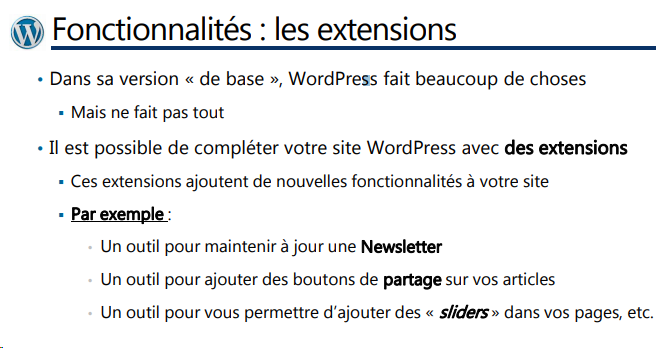 Fonctionnalités : les extensions
• Dans sa version « de base », WordPress fait beaucoup de choses
▪ Mais ne fait pas tout
• Il est possible de compléter votre site WordPress avec des extensions
▪ Ces extensions ajoutent de nouvelles fonctionnalités à votre site
▪ Par exemple :
• Un outil pour maintenir à jour une Newsletter
• Un outil pour ajouter des boutons de partage sur vos articles
• Un outil pour vous permettre d'ajouter des « sliders » dans vos pages, etc.